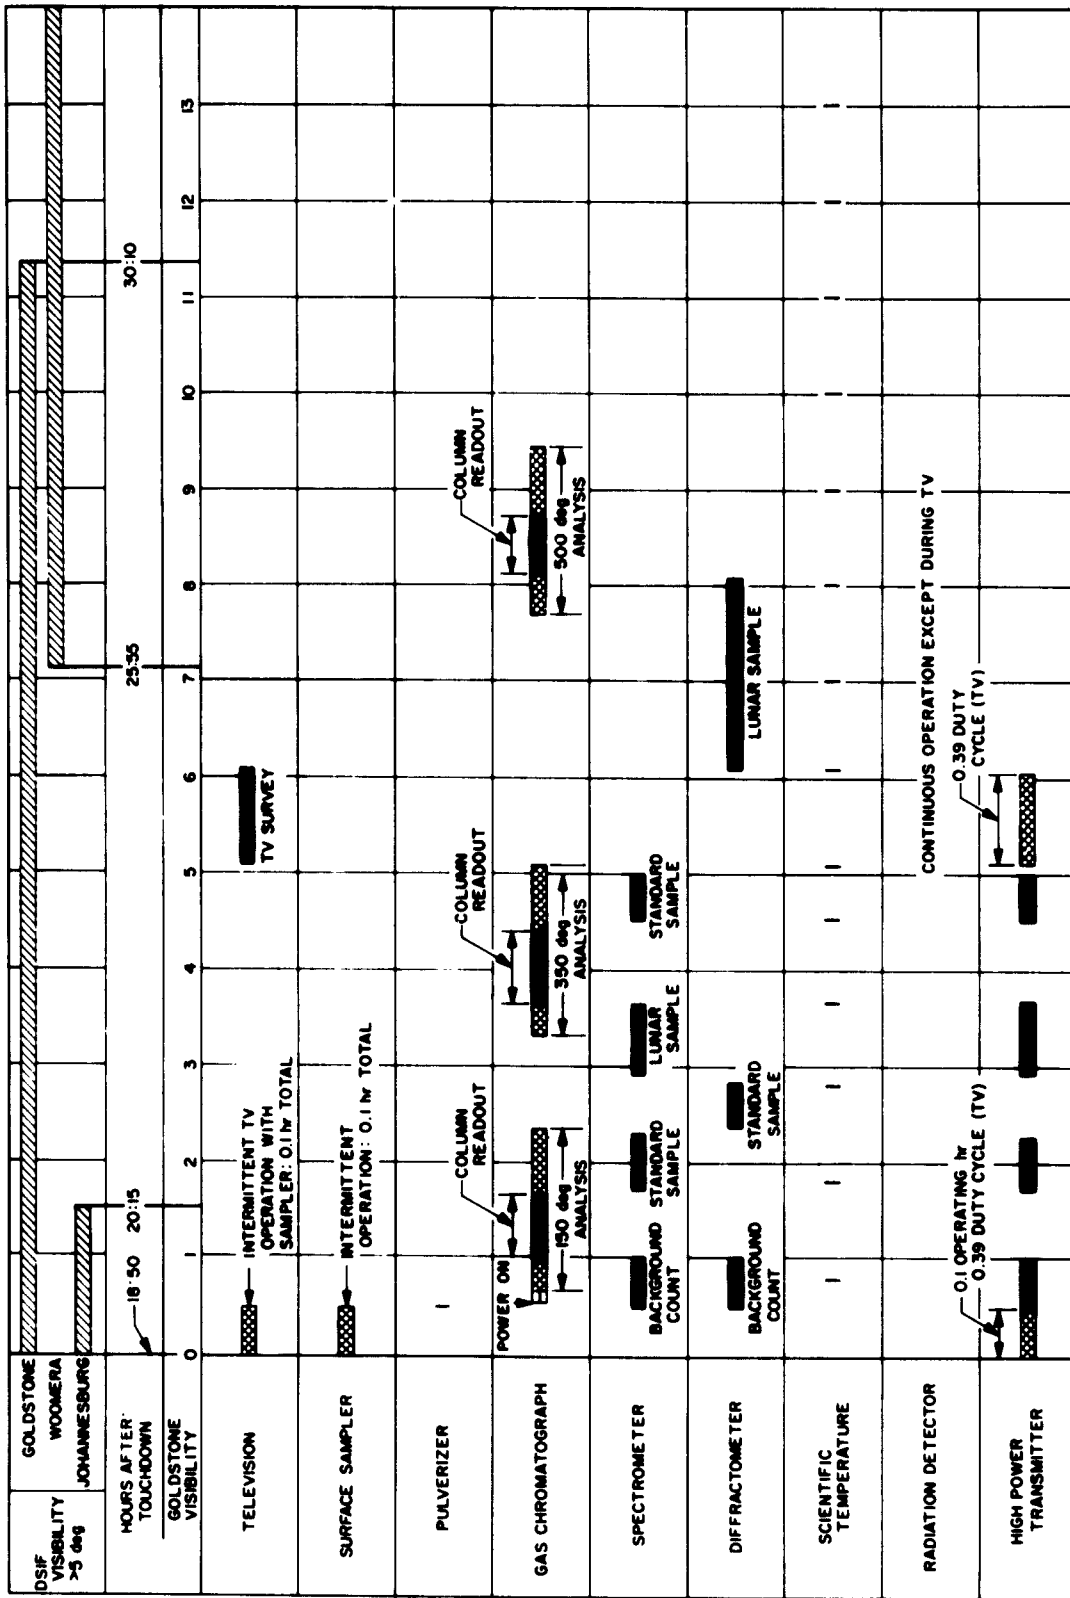 DSIF
VISIBILITY
>5 deg
GOLDSTONE
WOOMERA
JOHANNESBURG
HOURS AFTER
TOUCHDOWN
18:50 20:15 25:55 30:10
GOLDSTONE
VISIBILITY
0 1 2 3 4 5 6 7 8 9 10 11 12 13
TELEVISION
INTERMITTENT TV
OPERATION WITH
SAMPLER: 0.1 hr TOTAL
TV SURVEY
SURFACE SAMPLER
INTERMITTENT
OPERATION: 0.1 hr TOTAL
PULVERIZER
GAS CHROMATOGRAPH
POWER ON
COLUMN
READOUT
150 deg
ANALYSIS
COLUMN
READOUT
350 deg
ANALYSIS
COLUMN
READOUT
500 deg
ANALYSIS
SPECTROMETER
BACKGROUND
COUNT
STANDARD
SAMPLE
LUNAR
SAMPLE
STANDARD
SAMPLE
DIFFRACTOMETER
BACKGROUND
COUNT
STANDARD
SAMPLE
LUNAR SAMPLE
SCIENTIFIC
TEMPERATURE
RADIATION DETECTOR
CONTINUOUS OPERATION EXCEPT DURING TV
HIGH POWER
TRANSMITTER
0.1 OPERATING hr
0.39 DUTY CYCLE (TV)
0.39 DUTY
CYCLE (TV)